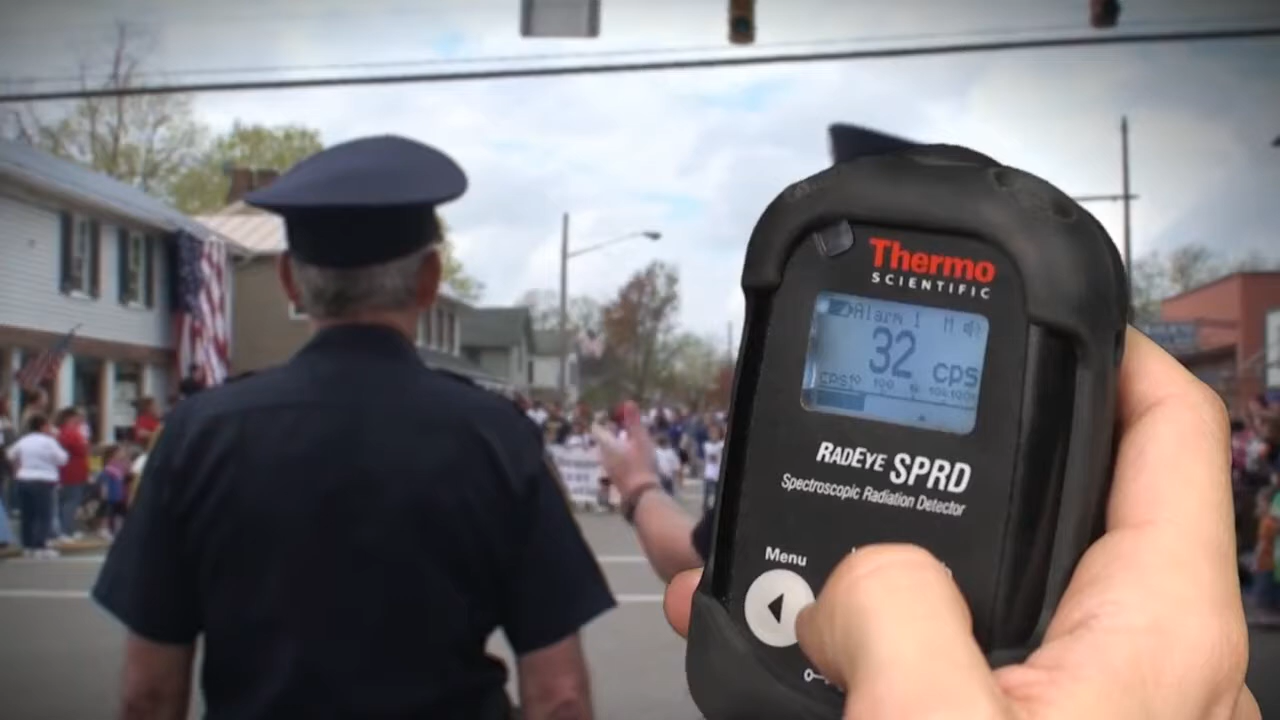 Thermo
SCIENTIFIC
Alarm 1 M
32 cps
RADEYE SPRD
Spectroscopic Radiation Detector
Menu